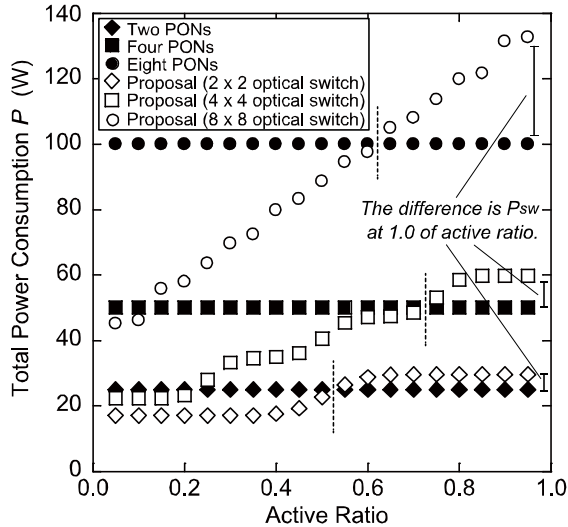 140
120
100
80
60
40
20
0
Total Power Consumption P (W)
Two PONs
Four PONs
Eight PONs
Proposal (2 x 2 optical switch)
Proposal (4 x 4 optical switch)
Proposal (8 x 8 optical switch)
The difference is PSW
at 1.0 of active ratio.
0.0 0.2 0.4 0.6 0.8 1.0
Active Ratio